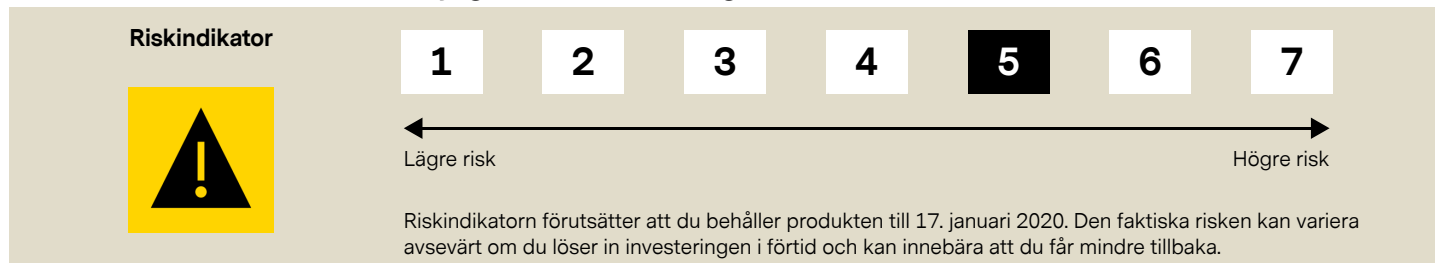 Riskindikator
1 2 3 4 5 6 7
Lägre risk Högre risk
Riskindikatorn förutsätter att du behåller produkten till 17. januari 2020. Den faktiska risken kan variera
avsevärt om du löser in investeringen i förtid och kan innebära att du får mindre tillbaka.